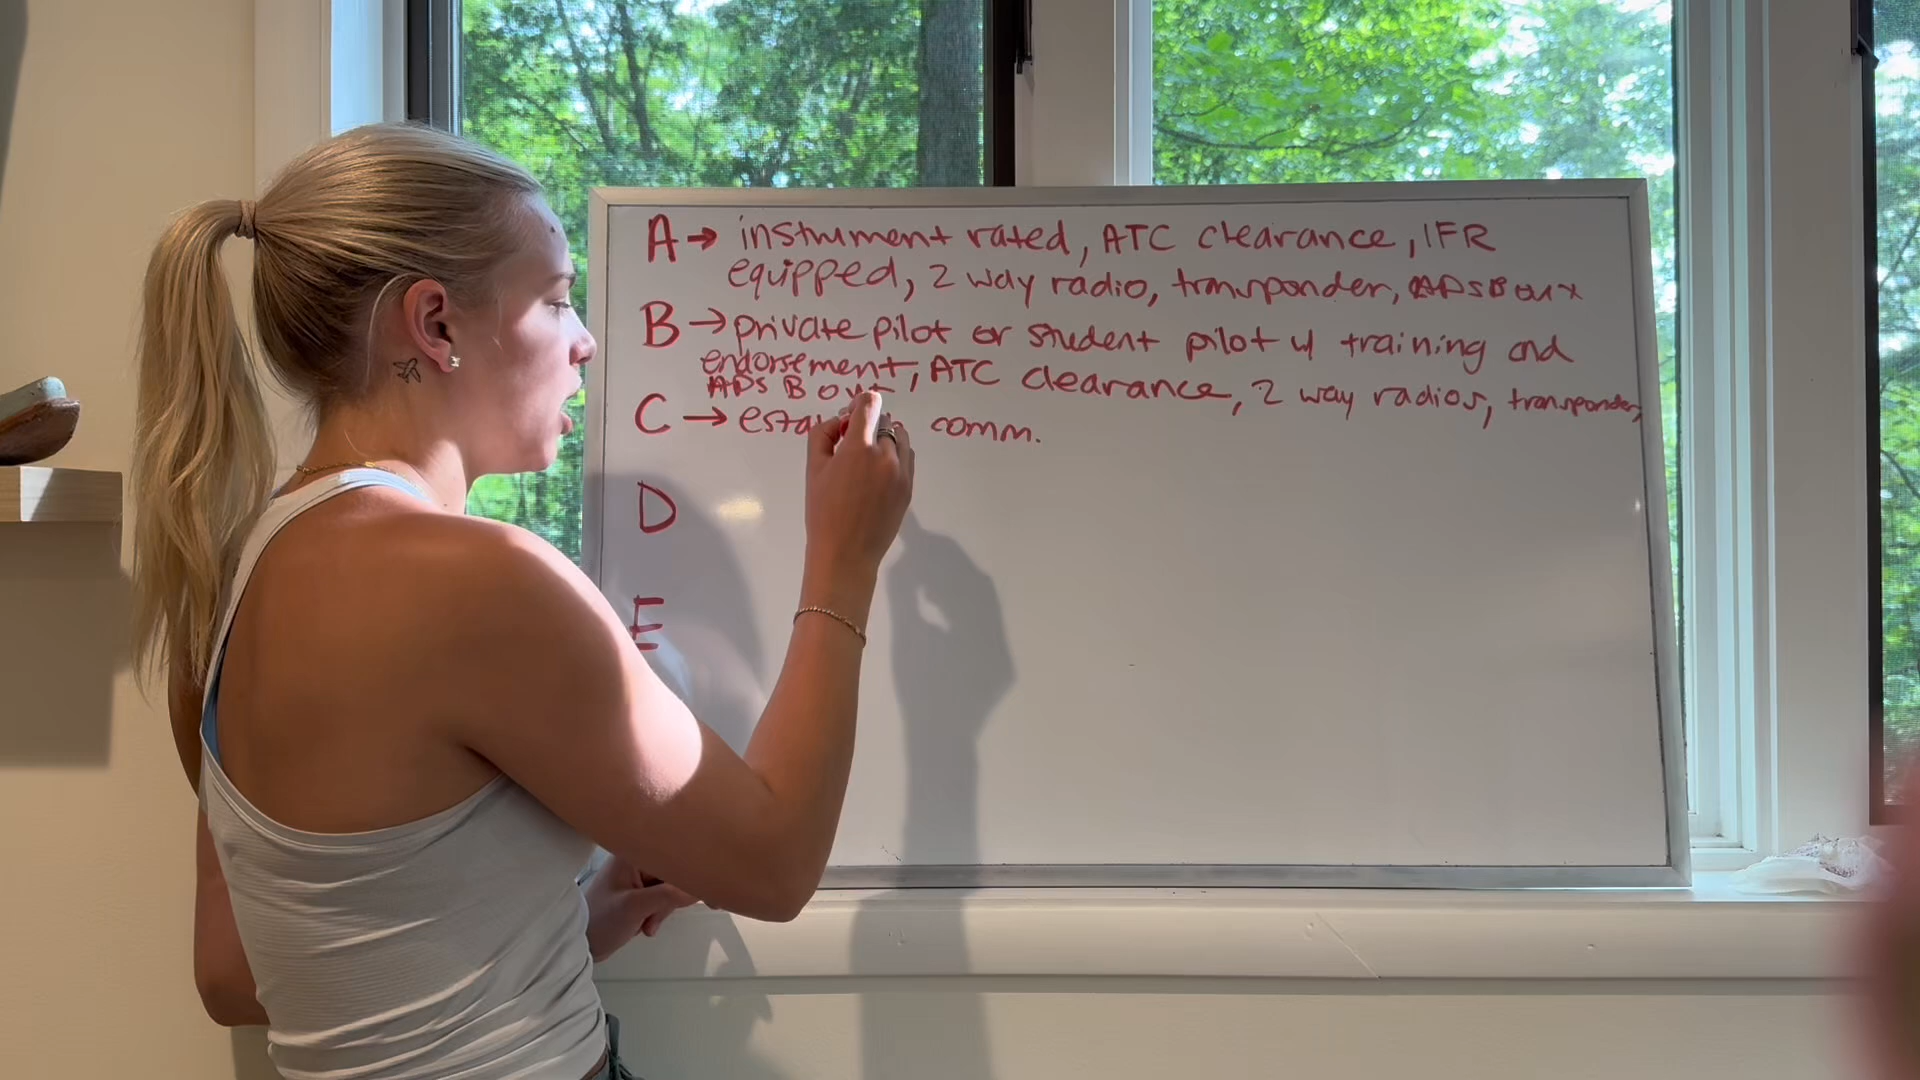 A → instrument rated, ATC clearance, IFR
equipped, 2 way radio, transponder, ADSB out
B → private pilot or student pilot w/ training and
endorsement, ATC clearance, 2 way radios, transponder,
ADS B out
C → comm.
D
E